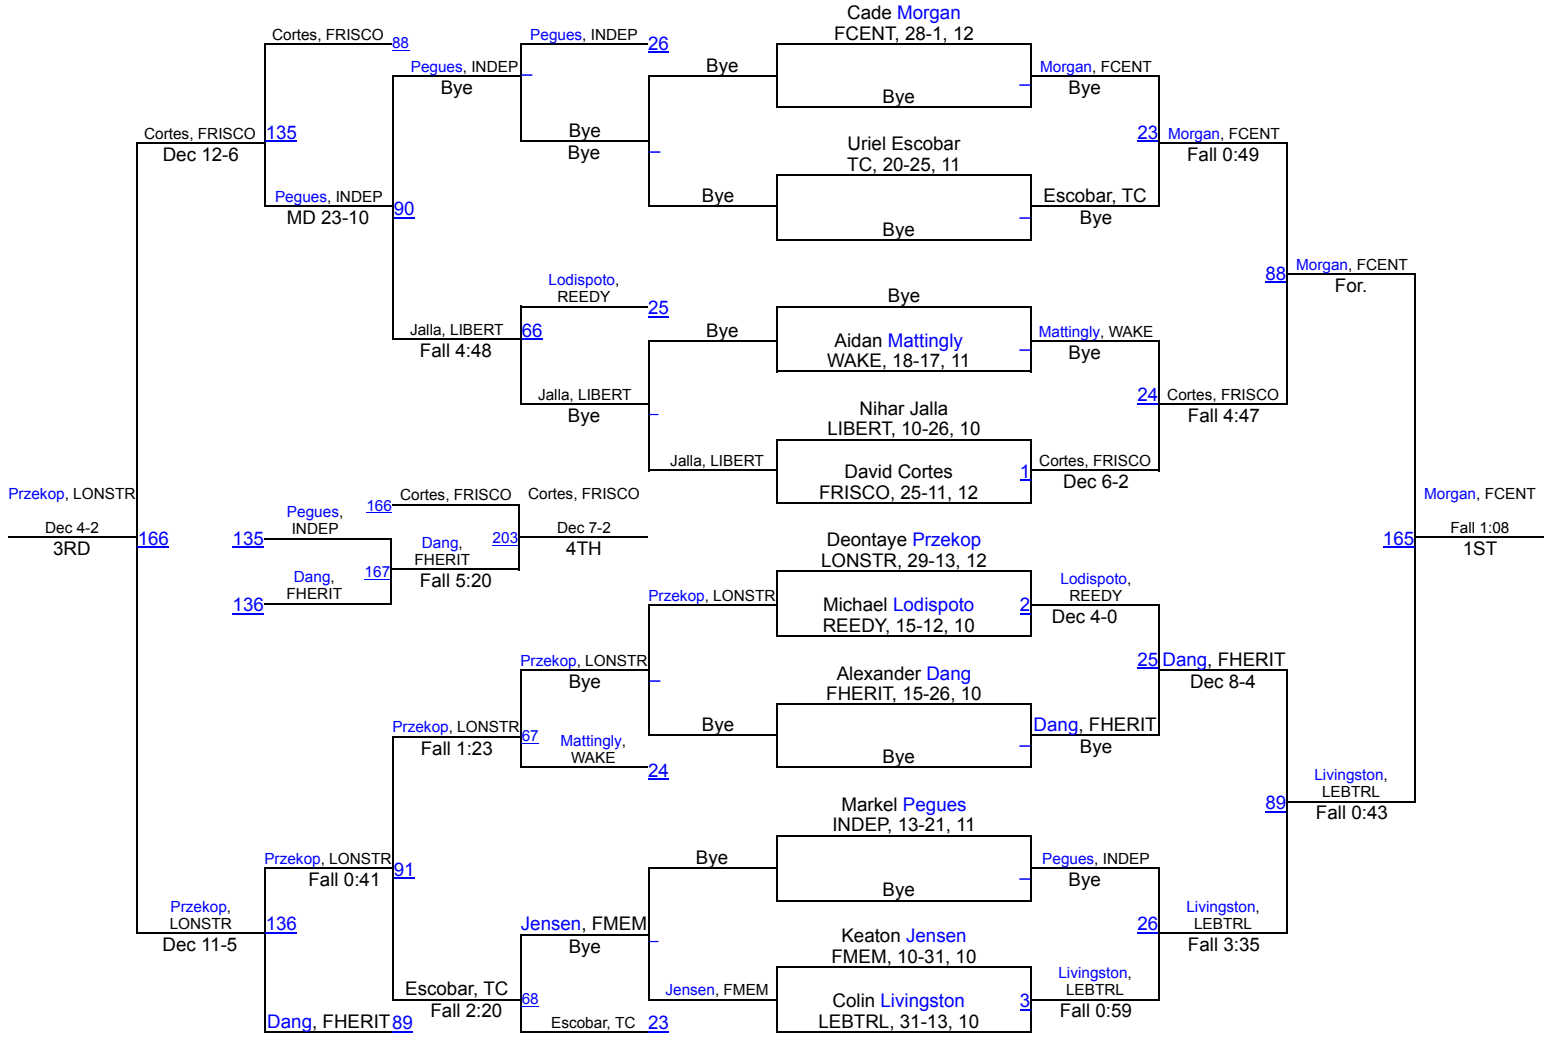 Cade Morgan
FCENT, 28-1, 12
Bye
Uriel Escobar
TC, 20-25, 11
Bye
Bye
Aidan Mattingly
WAKE, 18-17, 11
Nihar Jalla
LIBERT, 10-26, 10
David Cortes
FRISCO, 25-11, 12
1
Deontaye Przekop
LONSTR, 29-13, 12
Michael Lodispoto
REEDY, 15-12, 10
2
Alexander Dang
FHERIT, 15-26, 10
Bye
Markel Pegues
INDEP, 13-21, 11
Bye
Keaton Jensen
FMEM, 10-31, 10
Colin Livingston
LEBTRL, 31-13, 10
3
Morgan, FCENT
Bye
Escobar, TC
Bye
23
Mattingly, WAKE
Bye
Cortes, FRISCO
Dec 6-2
24
Lodispoto,
REEDY
Dec 4-0
Dang, FHERIT
Bye
25
Pegues, INDEP
Bye
Livingston,
LEBTRL
Fall 0:59
26
Morgan, FCENT
Fall 0:49
88
Cortes, FRISCO
Fall 4:47
Dang, FHERIT
Dec 8-4
89
Livingston,
LEBTRL
Fall 3:35
Morgan, FCENT
For.
165
Livingston,
LEBTRL
Fall 0:43
Morgan, FCENT
Fall 1:08
1ST
Bye
Bye
Bye
Jalla, LIBERT
Przekop, LONSTR
Bye
Bye
Jensen, FMEM
Pegues, INDEP
26
Bye
Bye
Lodispoto,
REEDY
25
Jalla, LIBERT
Bye
Przekop, LONSTR
Bye
Mattingly,
WAKE
24
Jensen, FMEM
Bye
Escobar, TC
23
Pegues, INDEP
Bye
Jalla, LIBERT
Fall 4:48
66
Przekop, LONSTR
Fall 1:23
67
Escobar, TC
Fall 2:20
68
Cortes, FRISCO
88
Pegues, INDEP
MD 23-10
90
Przekop, LONSTR
Fall 0:41
91
Dang, FHERIT
89
Cortes, FRISCO
Dec 12-6
135
Przekop,
LONSTR
Dec 11-5
136
Przekop, LONSTR
Dec 4-2
3RD
166
Pegues,
INDEP
135
Dang,
FHERIT
136
166
Cortes, FRISCO
167
Dang,
FHERIT
Fall 5:20
203
Cortes, FRISCO
Dec 7-2
4TH